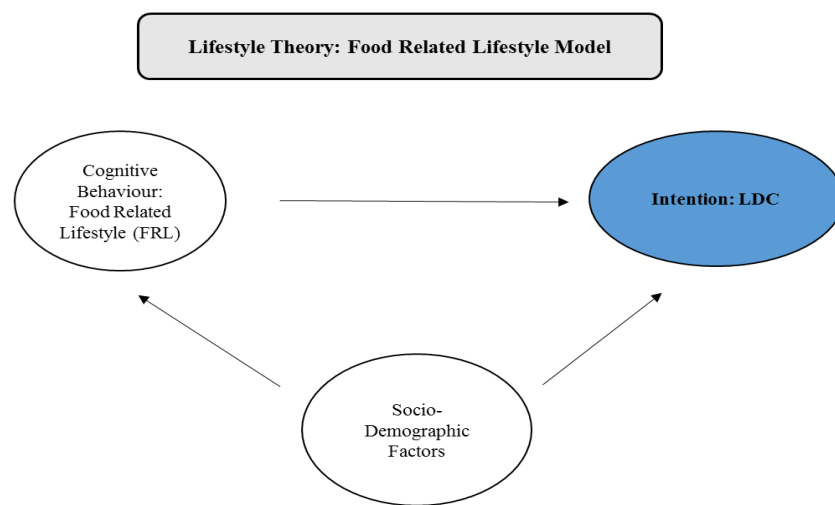 Lifestyle Theory: Food Related Lifestyle Model
Cognitive
Behaviour:
Food Related
Lifestyle (FRL)
Intention: LDC
Socio-
Demographic
Factors